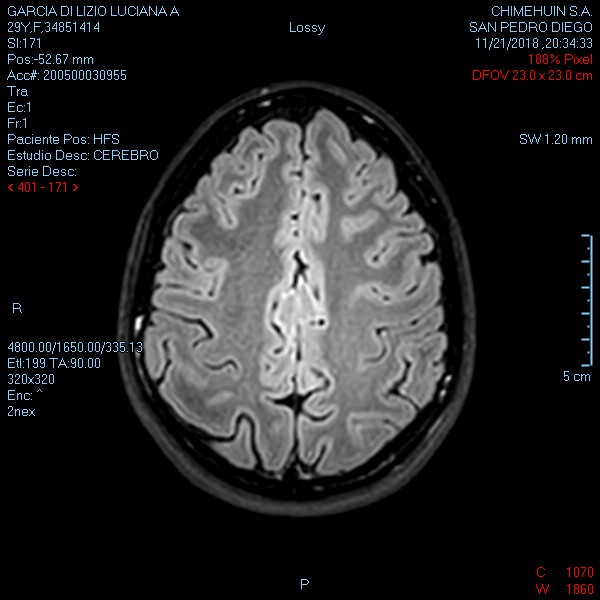 GARCIA DI LIZIO LUCIANA A
29Y,F,34851414
Sl:171
Pos:-52.67 mm
Acc#: 200500030955
Tra
Ec:1
Fr:1
Paciente Pos: HFS
Estudio Desc: CEREBRO
Serie Desc:
< 401 - 171 >
Lossy
CHIMEHUIN S.A.
SAN PEDRO DIEGO
11/21/2018 ,20:34:33
188% Pixel
DFOV 23.0 x 23.0 cm
SW 1.20 mm
R
4800.00/1650.00/335.13
Etl:199 TA:90.00
320x320
Enc: ^
2nex
5 cm
P
C 1070
W 1860